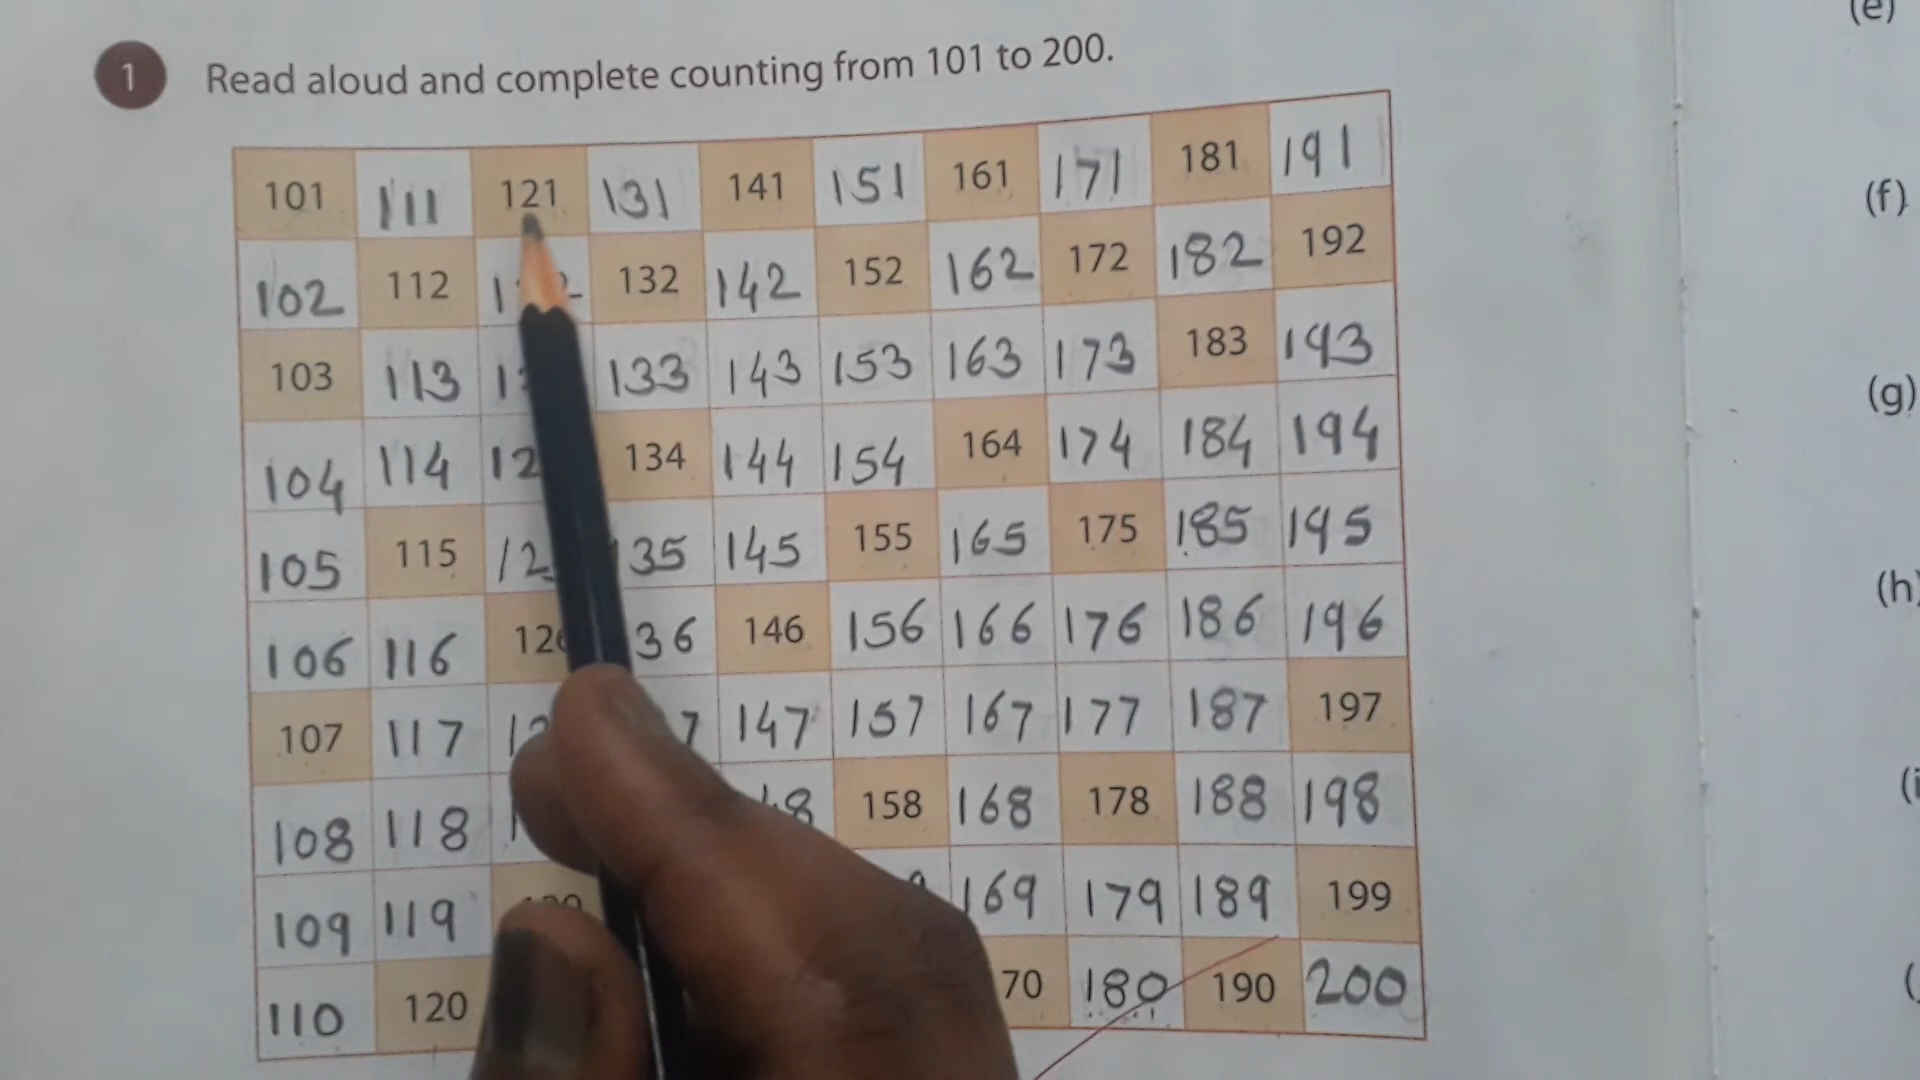 1 Read aloud and complete counting from 101 to 200.
101 111 121 131 141 151 161 171 181 191
102 112 132 142 152 162 172 182 192
103 113 133 143 153 163 173 183 193
104 114 134 144 154 164 174 184 194
105 115 135 145 155 165 175 185 195
106 116 36 146 156 166 176 186 196
107 117 7 147 157 167 177 187 197
108 118 158 168 178 188 198
109 119 169 179 189 199
110 120 70 180 190 200
(e)
(f)
(g)
(h)
(i